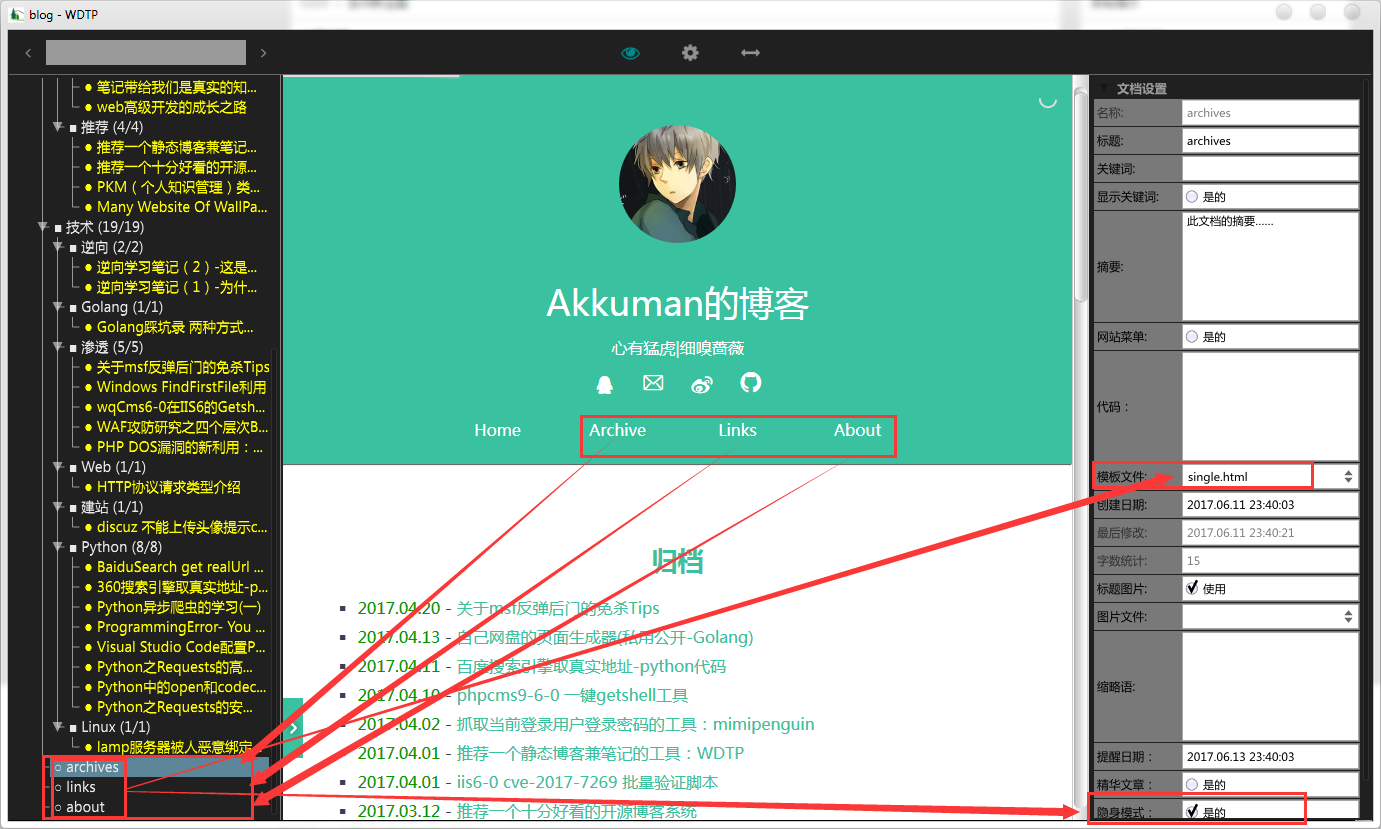 blog - WDTP
笔记带给我们是真实的知...
web高级开发的成长之路
推荐 (4/4)
推荐一个静态博客兼笔记...
推荐一个十分好看的开源...
PKM（个人知识管理）类...
Many Website Of WallPa...
技术 (19/19)
逆向 (2/2)
逆向学习笔记（2）-这是...
逆向学习笔记（1）-为什...
Golang (1/1)
Golang踩坑录 两种方式...
渗透 (5/5)
关于msf反弹后门的免杀Tips
Windows FindFirstFile利用
wqCms6-0在IIS6的Getsh...
WAF攻防研究之四个层次B...
PHP DOS漏洞的新利用：...
Web (1/1)
HTTP协议请求类型介绍
建站 (1/1)
discuz 不能上传头像提示c...
Python (8/8)
BaiduSearch get realUrl ...
360搜索引擎取真实地址-p...
Python异步爬虫的学习(一)
ProgrammingError- You ...
Visual Studio Code配置P...
Python之Requests的高...
Python中的open和codec...
Python之Requests的安...
Linux (1/1)
lamp服务器被人恶意绑定...
archives
links
about
Akkuman的博客
心有猛虎|细嗅蔷薇
Home Archive Links About
归档
2017.04.20 - 关于msf反弹后门的免杀Tips
2017.04.13 - 自己网盘的页面生成器(私用公开-Golang)
2017.04.11 - 百度搜索引擎取真实地址-python代码
2017.04.10 - phpcms9-6-0 一键getshell工具
2017.04.02 - 抓取当前登录用户登录密码的工具：mimipenguin
2017.04.01 - 推荐一个静态博客兼笔记的工具：WDTP
2017.04.01 - iis6-0 cve-2017-7269 批量验证脚本
2017.03.12 - 推荐一个十分好看的开源博客系统
文档设置
名称: archives
标题: archives
关键词:
显示关键词: 是的
摘要: 此文档的摘要......
网站菜单: 是的
代码：
模板文件: single.html
创建日期: 2017.06.11 23:40:03
最后修改: 2017.06.11 23:40:21
字数统计: 15
标题图片: 使用
图片文件:
缩略语:
提醒日期： 2017.06.13 23:40:03
精华文章： 是的
隐身模式： 是的